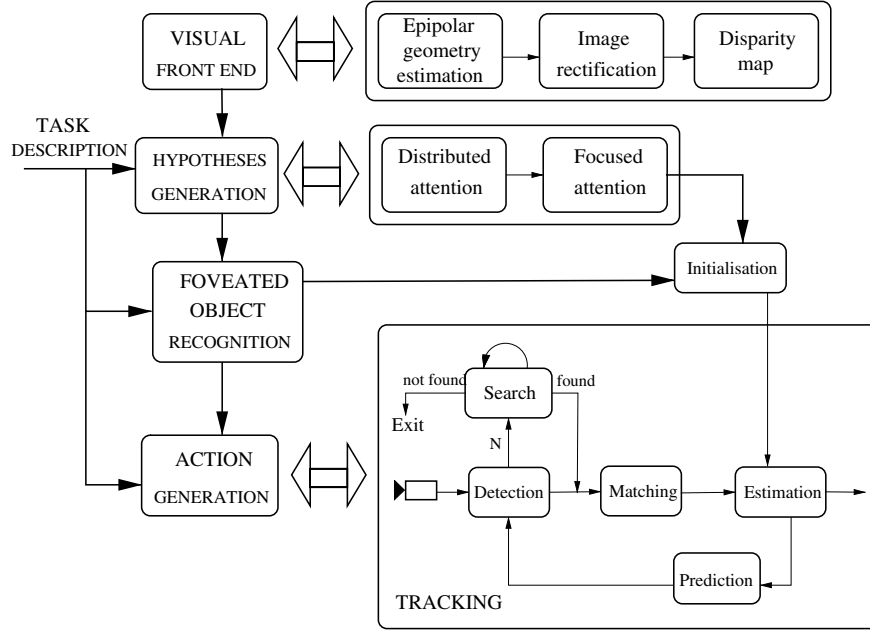 VISUAL
FRONT END
Epipolar
geometry
estimation
Image
rectification
Disparity
map
TASK
DESCRIPTION
HYPOTHESES
GENERATION
Distributed
attention
Focused
attention
Initialisation
FOVEATED
OBJECT
RECOGNITION
not found
Search
found
Exit
N
ACTION
GENERATION
Detection
Matching
Estimation
Prediction
TRACKING